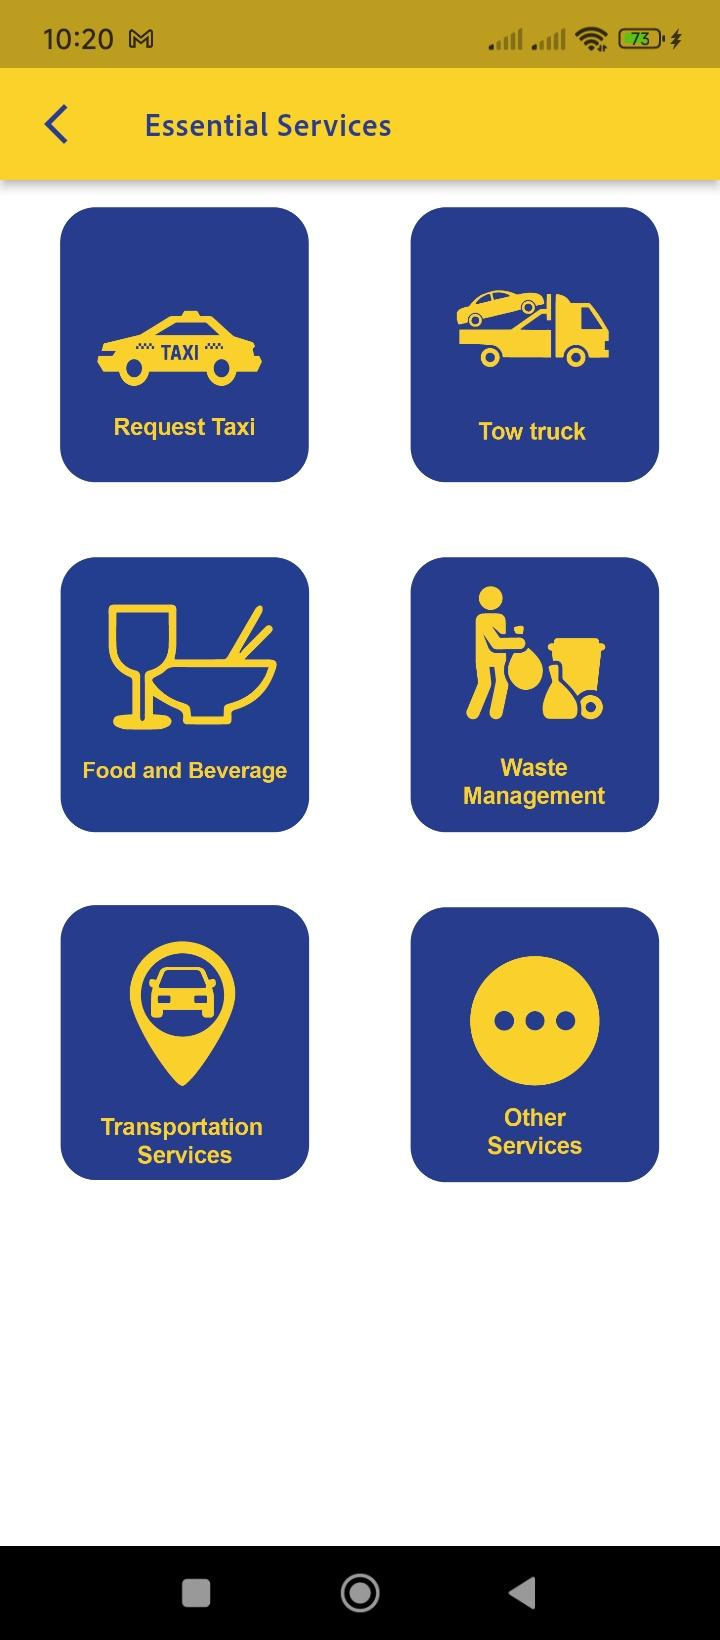 10:20
73
Essential Services
TAXI
Request Taxi
Tow truck
Food and Beverage
Waste
Management
Transportation
Services
Other
Services